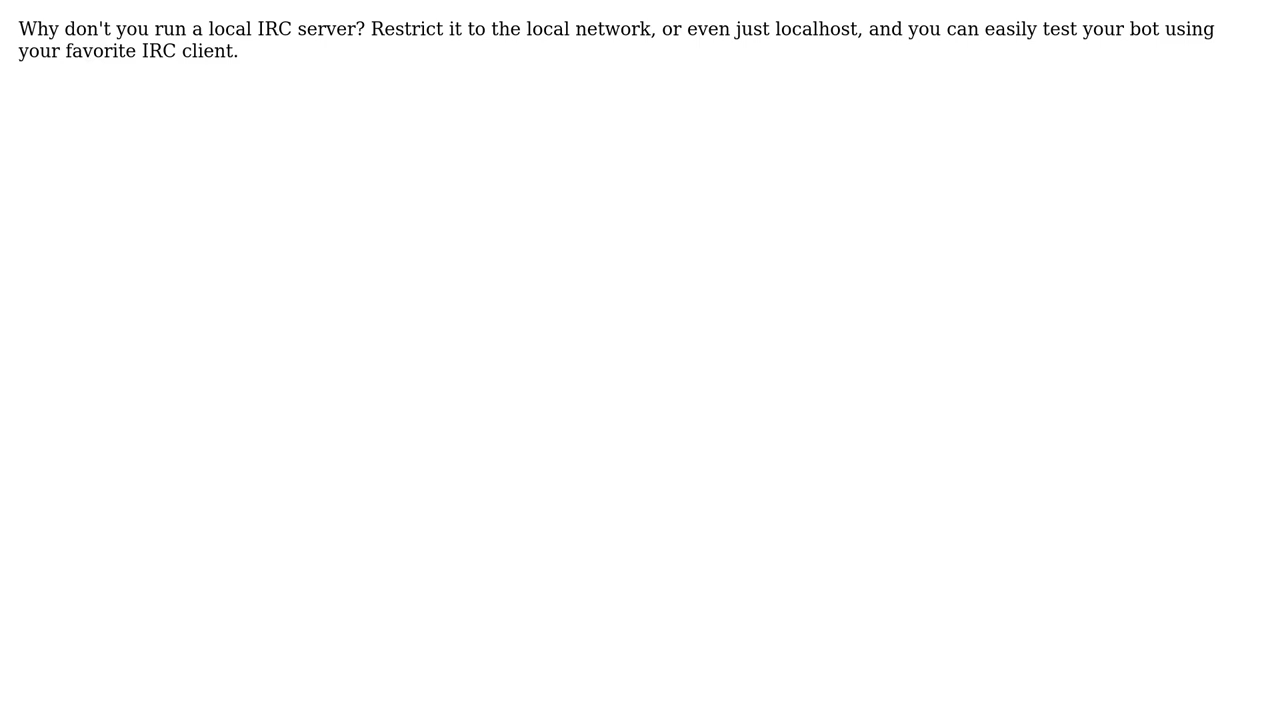 Why don't you run a local IRC server? Restrict it to the local network, or even just localhost, and you can easily test your bot using
your favorite IRC client.